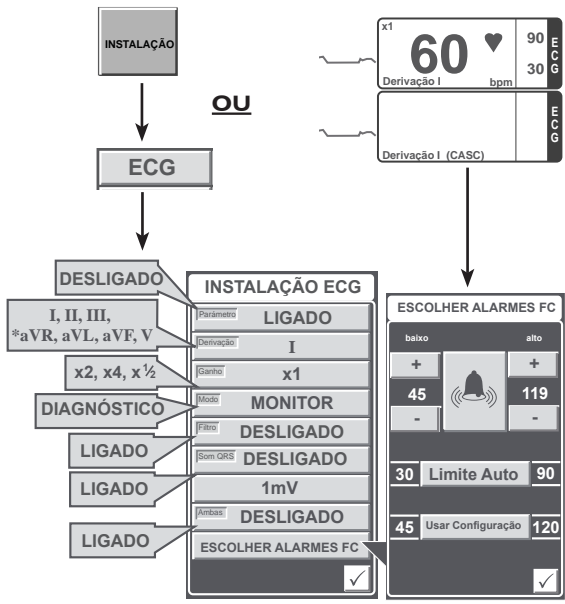 INSTALAÇÃO
OU
ECG
x1
60
90
30
Derivação I
bpm
ECG
Derivação I (CASC)
ECG
DESLIGADO
I, II, III,
*aVR, aVL, aVF, V
x2, x4, x½
DIAGNÓSTICO
LIGADO
LIGADO
LIGADO
INSTALAÇÃO ECG
Parámetro LIGADO
Derivação I
Ganho x1
Modo MONITOR
Filtro DESLIGADO
Som QRS DESLIGADO
1mV
Ambas DESLIGADO
ESCOLHER ALARMES FC
✓
ESCOLHER ALARMES FC
baixo alto
+ +
45 119
- -
30 Limite Auto 90
45 Usar Configuração 120
✓